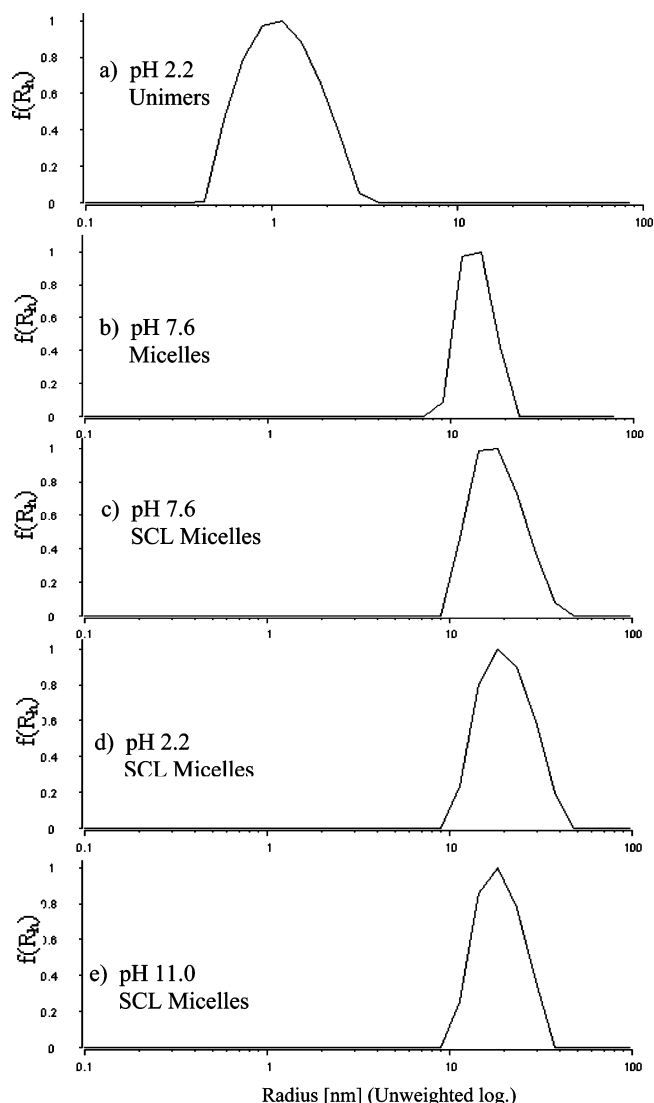 f(Rh)
1
0.8
0.6
0.4
0.2
0
a) pH 2.2
Unimers
0.1 1 10 100
f(Rh)
1
0.8
0.6
0.4
0.2
0
b) pH 7.6
Micelles
0.1 1 10 100
f(Rh)
1
0.8
0.6
0.4
0.2
0
c) pH 7.6
SCL Micelles
0.1 1 10 100
f(Rh)
1
0.8
0.6
0.4
0.2
0
d) pH 2.2
SCL Micelles
0.1 1 10 100
f(Rh)
1
0.8
0.6
0.4
0.2
0
e) pH 11.0
SCL Micelles
0.1 1 10 100
Radius [nm] (Unweighted log.)